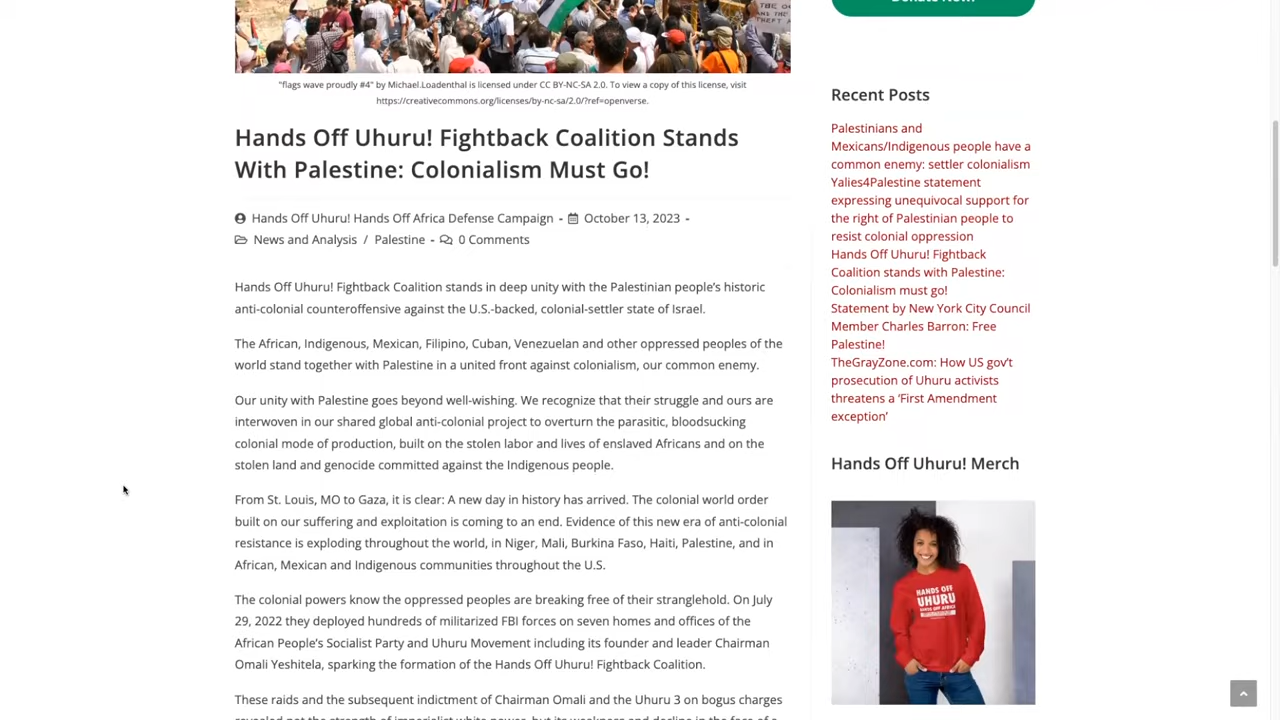 "flags wave proudly #4" by Michael.Loadenthal is licensed under CC BY-NC-SA 2.0. To view a copy of this license, visit
https://creativecommons.org/licenses/by-nc-sa/2.0/?ref=openverse.
Hands Off Uhuru! Fightback Coalition Stands
With Palestine: Colonialism Must Go!
Hands Off Uhuru! Hands Off Africa Defense Campaign - October 13, 2023 -
News and Analysis / Palestine - 0 Comments
Hands Off Uhuru! Fightback Coalition stands in deep unity with the Palestinian people's historic
anti-colonial counteroffensive against the U.S.-backed, colonial-settler state of Israel.
The African, Indigenous, Mexican, Filipino, Cuban, Venezuelan and other oppressed peoples of the
world stand together with Palestine in a united front against colonialism, our common enemy.
Our unity with Palestine goes beyond well-wishing. We recognize that their struggle and ours are
interwoven in our shared global anti-colonial project to overturn the parasitic, bloodsucking
colonial mode of production, built on the stolen labor and lives of enslaved Africans and on the
stolen land and genocide committed against the Indigenous people.
From St. Louis, MO to Gaza, it is clear: A new day in history has arrived. The colonial world order
built on our suffering and exploitation is coming to an end. Evidence of this new era of anti-colonial
resistance is exploding throughout the world, in Niger, Mali, Burkina Faso, Haiti, Palestine, and in
African, Mexican and Indigenous communities throughout the U.S.
The colonial powers know the oppressed peoples are breaking free of their stranglehold. On July
29, 2022 they deployed hundreds of militarized FBI forces on seven homes and offices of the
African People's Socialist Party and Uhuru Movement including its founder and leader Chairman
Omali Yeshitela, sparking the formation of the Hands Off Uhuru! Fightback Coalition.
These raids and the subsequent indictment of Chairman Omali and the Uhuru 3 on bogus charges
Recent Posts
Palestinians and
Mexicans/Indigenous people have a
common enemy: settler colonialism
Yalies4Palestine statement
expressing unequivocal support for
the right of Palestinian people to
resist colonial oppression
Hands Off Uhuru! Fightback
Coalition stands with Palestine:
Colonialism must go!
Statement by New York City Council
Member Charles Barron: Free
Palestine!
TheGrayZone.com: How US gov't
prosecution of Uhuru activists
threatens a 'First Amendment
exception'
Hands Off Uhuru! Merch
HANDS OFF
UHURU